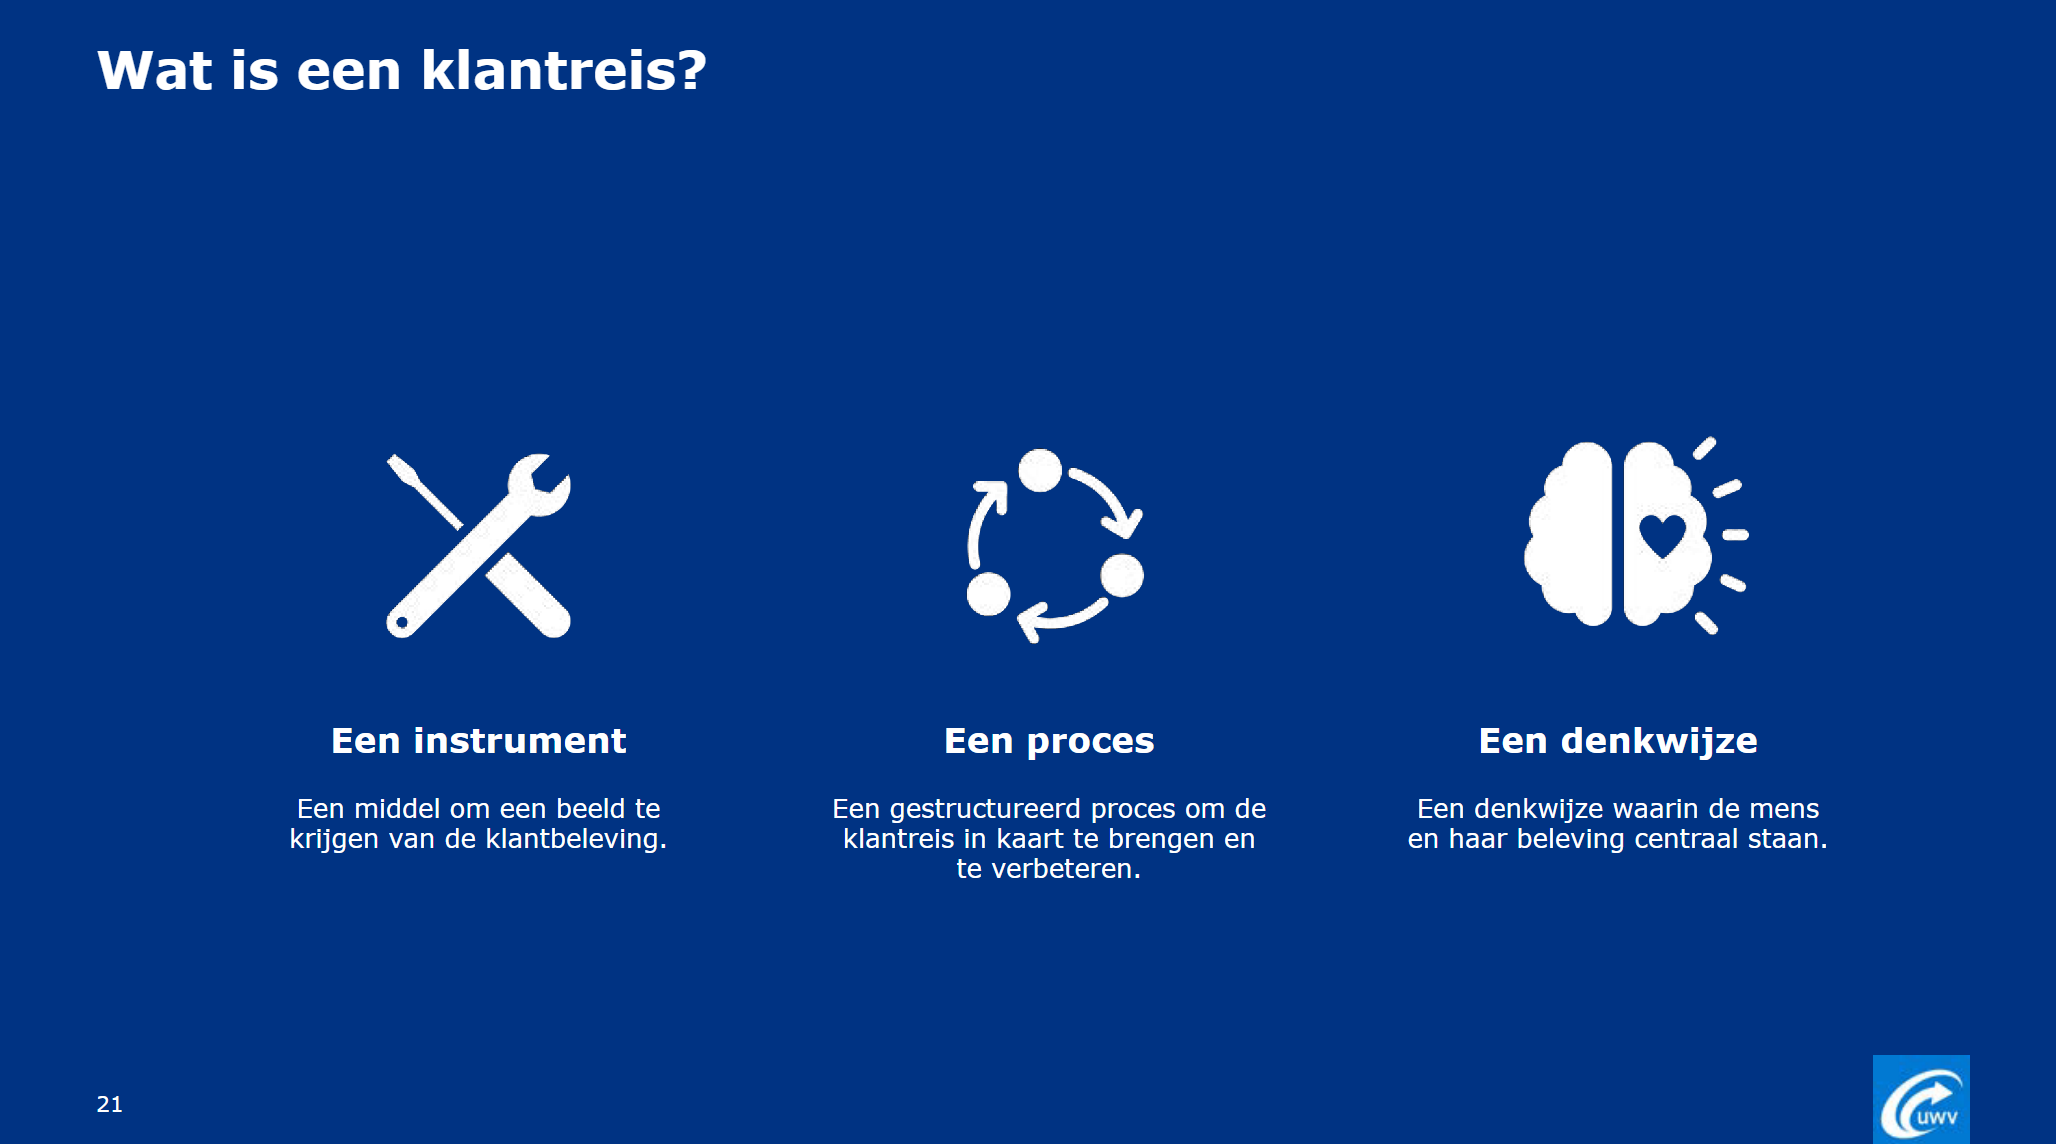 Wat is een klantreis?
Een instrument
Een middel om een beeld te
krijgen van de klantbeleving.
Een proces
Een gestructureerd proces om de
klantreis in kaart te brengen en
te verbeteren.
Een denkwijze
Een denkwijze waarin de mens
en haar beleving centraal staan.
21
UWV